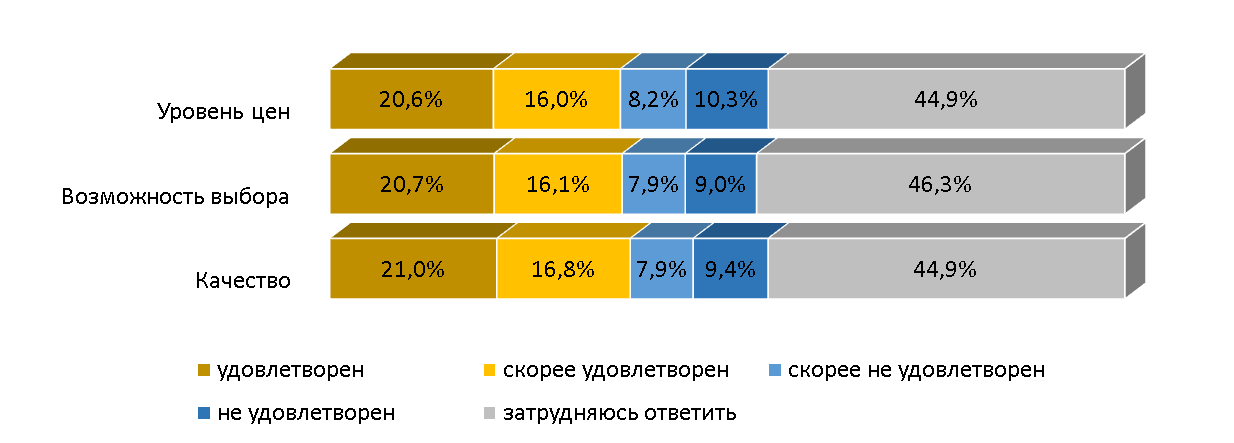 Уровень цен 20,6% 16,0% 8,2% 10,3% 44,9%
Возможность выбора 20,7% 16,1% 7,9% 9,0% 46,3%
Качество 21,0% 16,8% 7,9% 9,4% 44,9%
удовлетворен скорее удовлетворен скорее не удовлетворен
не удовлетворен затрудняюсь ответить